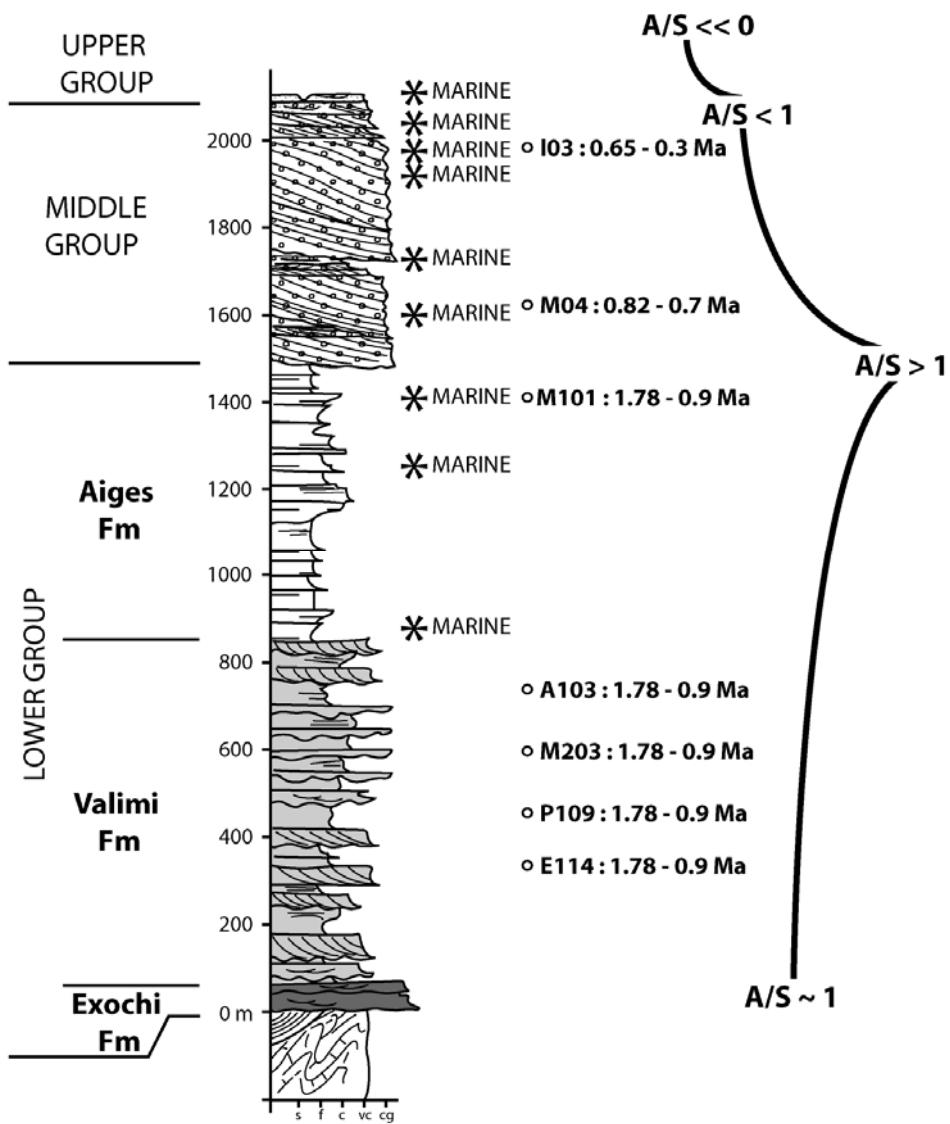 UPPER
GROUP
A/S << 0
MARINE
A/S < 1
MARINE
2000
MARINE
I03 : 0.65 - 0.3 Ma
MARINE
MIDDLE
GROUP
1800
MARINE
M04 : 0.82 - 0.7 Ma
1600
MARINE
A/S > 1
1400
MARINE
M101 : 1.78 - 0.9 Ma
MARINE
Aiges
Fm
1200
1000
LOWER GROUP
MARINE
800
A103 : 1.78 - 0.9 Ma
600
M203 : 1.78 - 0.9 Ma
Valimi
Fm
P109 : 1.78 - 0.9 Ma
400
E114 : 1.78 - 0.9 Ma
200
Exochi
Fm
0 m
A/S ~ 1
s f c vc cg